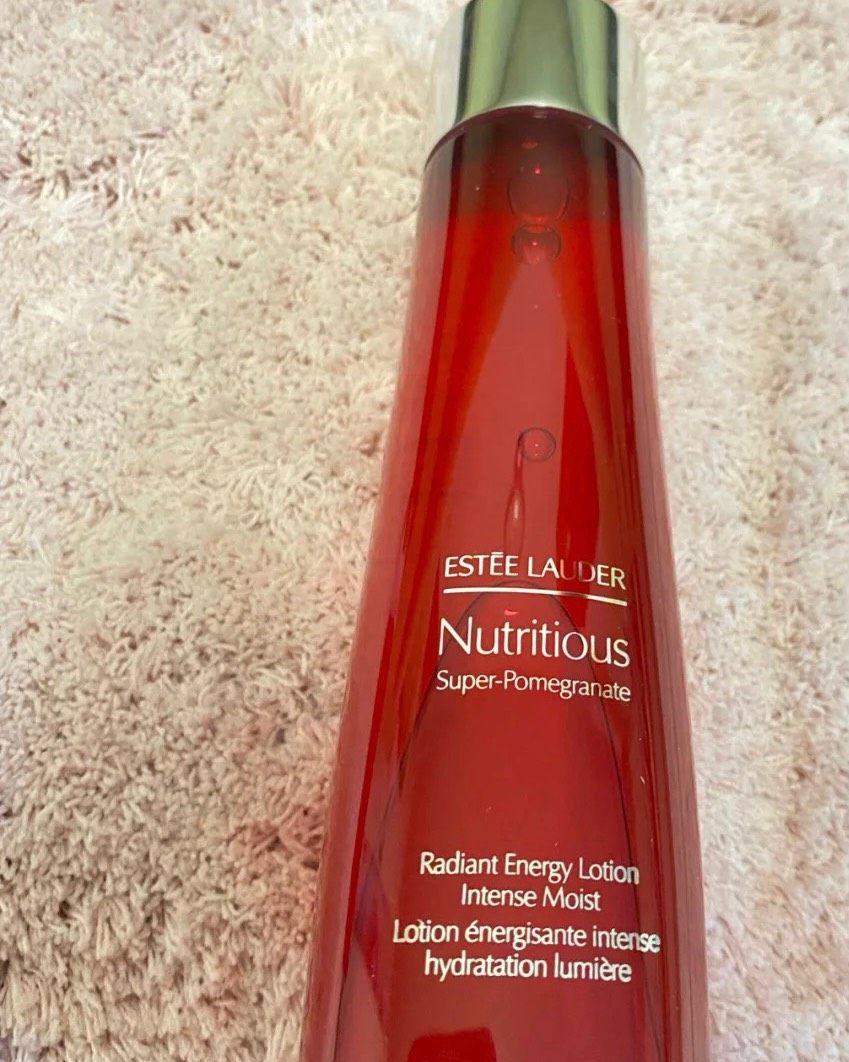 ESTĒE LAUDER
Nutritious
Super-Pomegranate
Radiant Energy Lotion
Intense Moist
Lotion énergisante intense
hydratation lumière